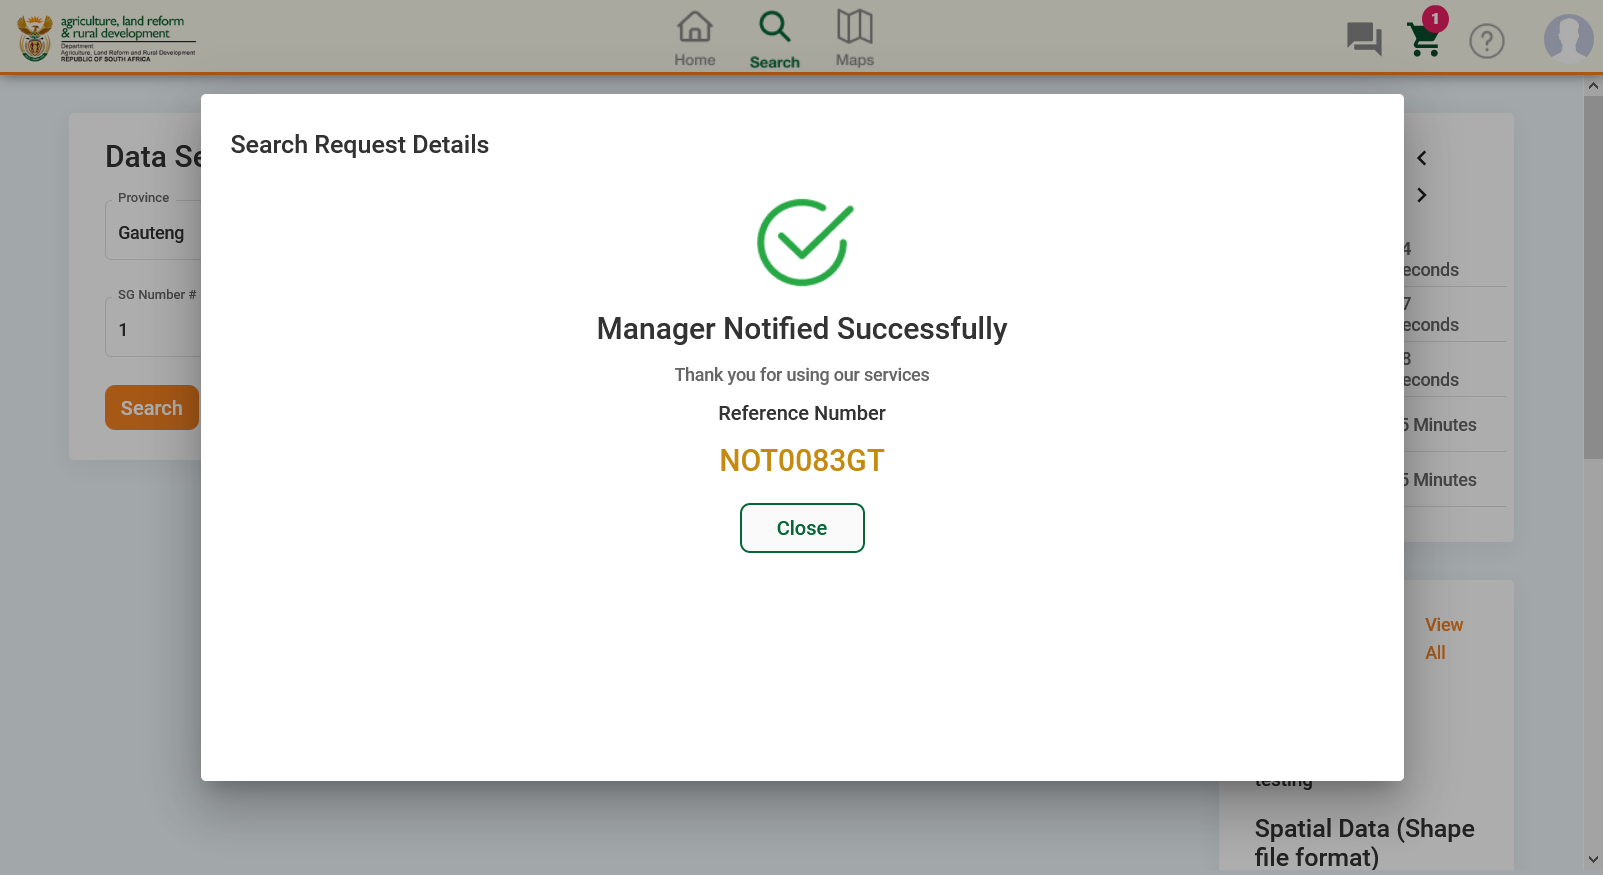 agriculture, land reform
& rural development
Department
Agriculture, Land Reform and Rural Development
REPUBLIC OF SOUTH AFRICA
Home
Search
Maps
1
?
Data Se
Province
Gauteng
SG Number #
1
Search
Search Request Details
Manager Notified Successfully
Thank you for using our services
Reference Number
NOT0083GT
Close
4
econds
7
econds
8
econds
5 Minutes
5 Minutes
View
All
testing
Spatial Data (Shape
file format)